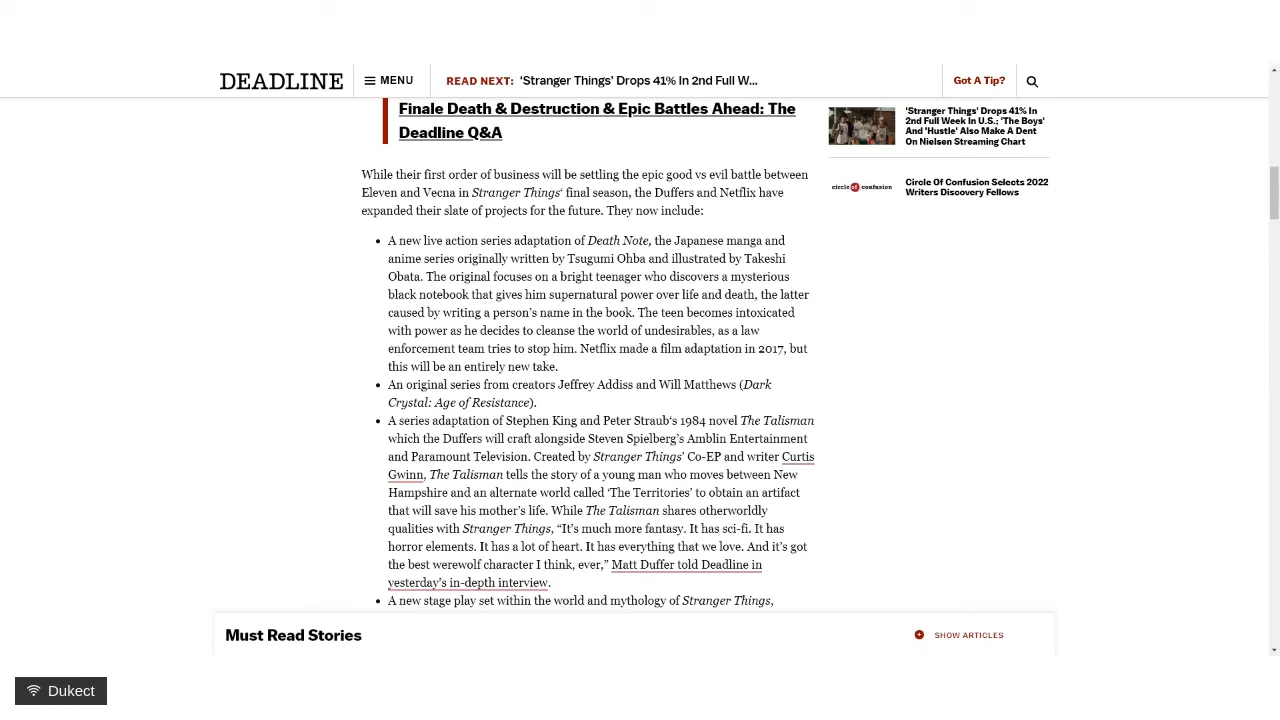 DEADLINE
MENU
READ NEXT: ‘Stranger Things’ Drops 41% In 2nd Full W...
Got A Tip?
Finale Death & Destruction & Epic Battles Ahead: The
Deadline Q&A
While their first order of business will be settling the epic good vs evil battle between
Eleven and Vecna in Stranger Things‘ final season, the Duffers and Netflix have
expanded their slate of projects for the future. They now include:
• A new live action series adaptation of Death Note, the Japanese manga and
anime series originally written by Tsugumi Ohba and illustrated by Takeshi
Obata. The original focuses on a bright teenager who discovers a mysterious
black notebook that gives him supernatural power over life and death, the latter
caused by writing a person’s name in the book. The teen becomes intoxicated
with power as he decides to cleanse the world of undesirables, as a law
enforcement team tries to stop him. Netflix made a film adaptation in 2017, but
this will be an entirely new take.
• An original series from creators Jeffrey Addiss and Will Matthews (Dark
Crystal: Age of Resistance).
• A series adaptation of Stephen King and Peter Straub‘s 1984 novel The Talisman
which the Duffers will craft alongside Steven Spielberg’s Amblin Entertainment
and Paramount Television. Created by Stranger Things’ Co-EP and writer Curtis
Gwinn, The Talisman tells the story of a young man who moves between New
Hampshire and an alternate world called ‘The Territories’ to obtain an artifact
that will save his mother’s life. While The Talisman shares otherworldly
qualities with Stranger Things, “It’s much more fantasy. It has sci-fi. It has
horror elements. It has a lot of heart. It has everything that we love. And it’s got
the best werewolf character I think, ever,” Matt Duffer told Deadline in
yesterday’s in-depth interview.
• A new stage play set within the world and mythology of Stranger Things,
'Stranger Things' Drops 41% In
2nd Full Week In U.S.; 'The Boys'
And 'Hustle' Also Make A Dent
On Nielsen Streaming Chart
circle of confusion
Circle Of Confusion Selects 2022
Writers Discovery Fellows
Must Read Stories
SHOW ARTICLES
Dukect